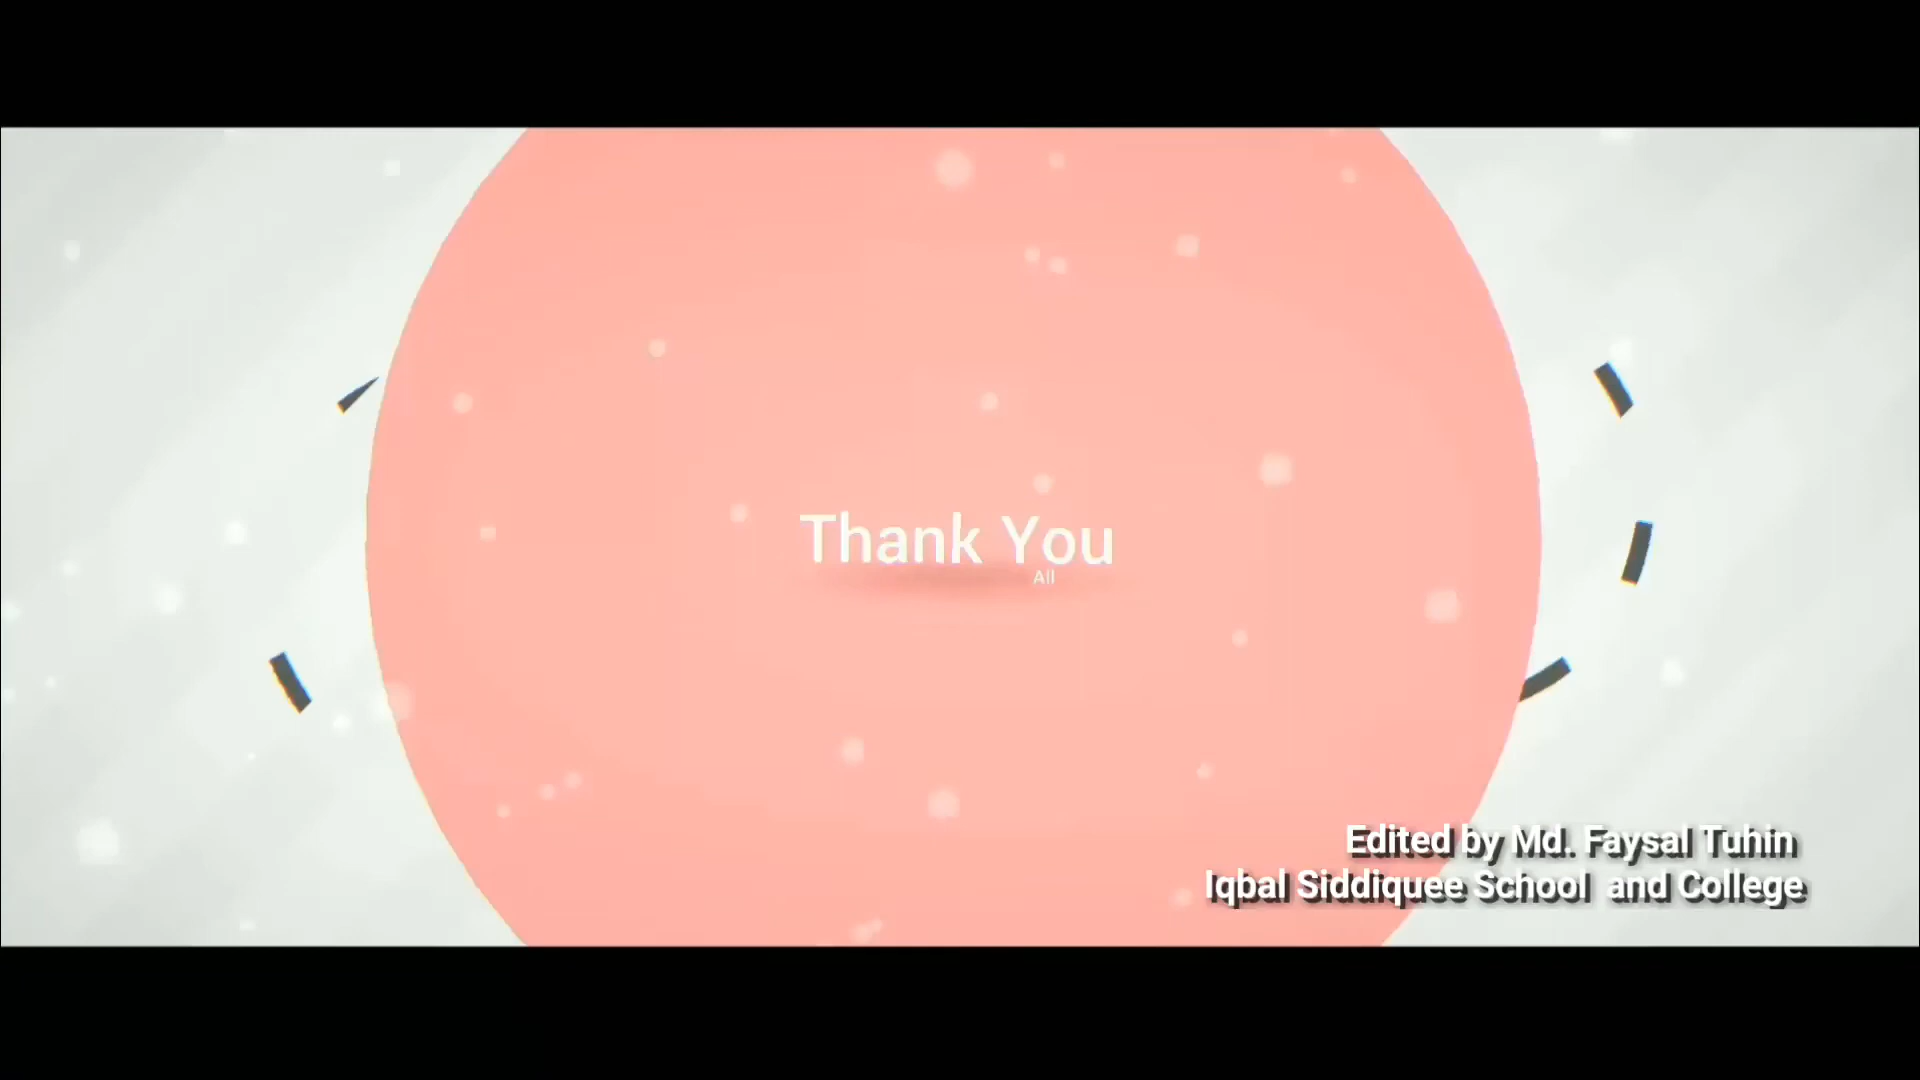 Thank You
All
Edited by Md. Faysal Tuhin
Iqbal Siddiquee School and College